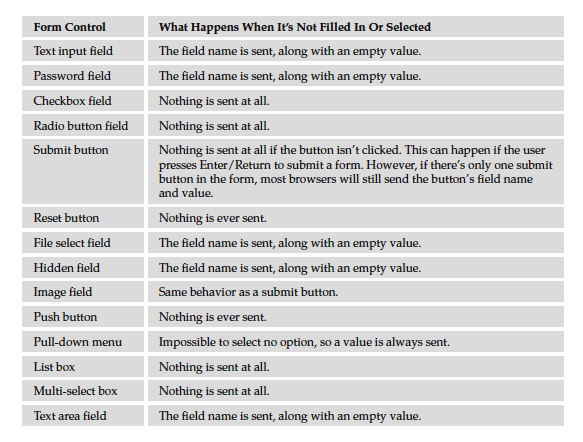 Form Control What Happens When It's Not Filled In Or Selected
Text input field The field name is sent, along with an empty value.
Password field The field name is sent, along with an empty value.
Checkbox field Nothing is sent at all.
Radio button field Nothing is sent at all.
Submit button Nothing is sent at all if the button isn't clicked. This can happen if the user
presses Enter/Return to submit a form. However, if there's only one submit
button in the form, most browsers will still send the button's field name
and value.
Reset button Nothing is ever sent.
File select field The field name is sent, along with an empty value.
Hidden field The field name is sent, along with an empty value.
Image field Same behavior as a submit button.
Push button Nothing is ever sent.
Pull-down menu Impossible to select no option, so a value is always sent.
List box Nothing is sent at all.
Multi-select box Nothing is sent at all.
Text area field The field name is sent, along with an empty value.